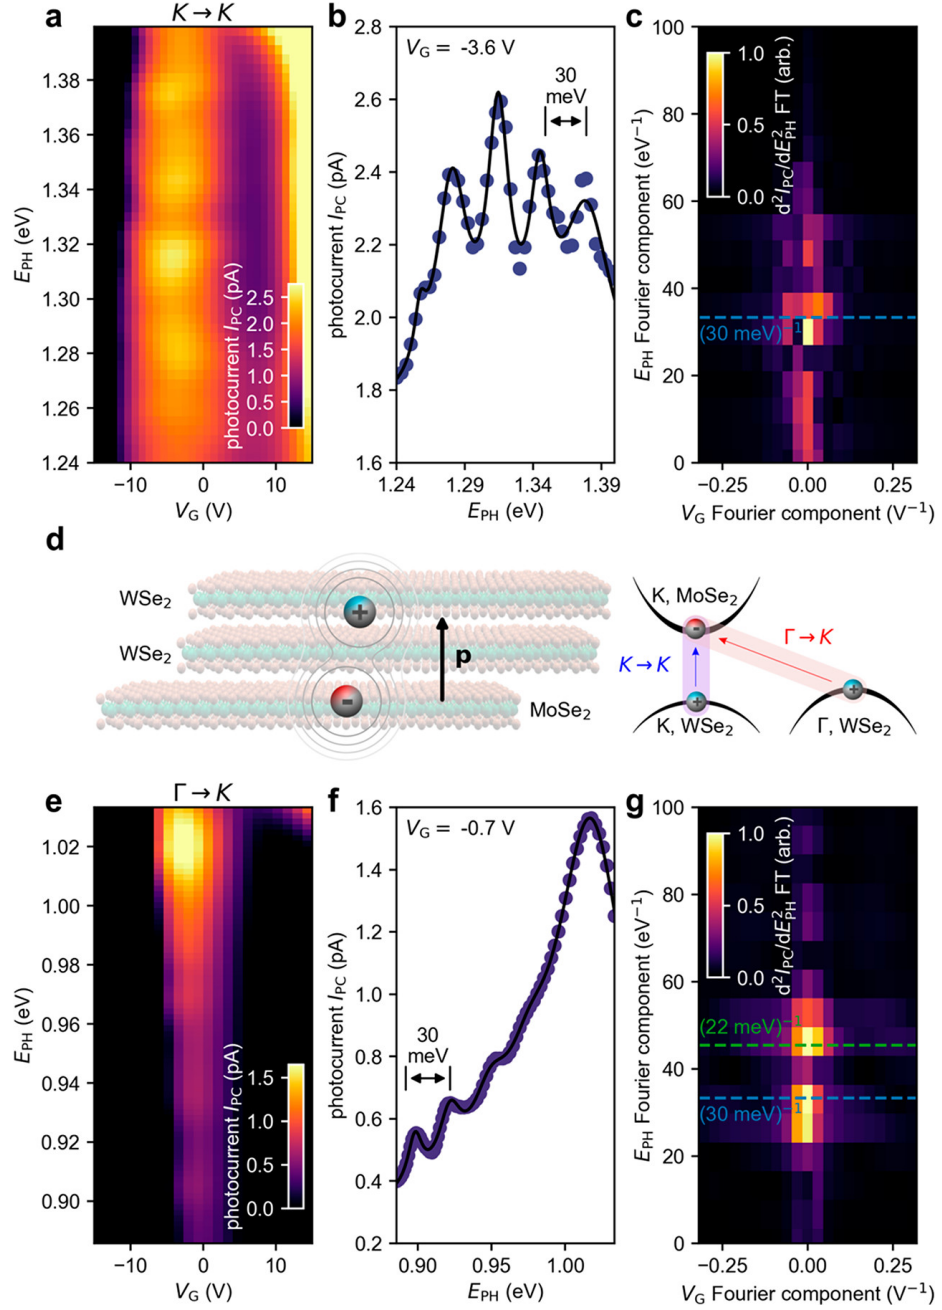 a
K → K
1.38
1.36
1.34
1.32
1.30
1.28
1.26
1.24
E_PH (eV)
−10
0
10
V_G (V)
photocurrent I_PC (pA)
2.5
2.0
1.5
1.0
0.5
0.0
b
V_G = -3.6 V
30
meV
2.8
2.6
2.4
2.2
2.0
1.8
1.6
photocurrent I_PC (pA)
1.24
1.29
1.34
1.39
E_PH (eV)
c
1.0
0.5
0.0
d²I_PC/dE²_PH FT (arb.)
100
80
60
40
20
0
E_PH Fourier component (eV⁻¹)
(30 meV)⁻¹
−0.25
0.00
0.25
V_G Fourier component (V⁻¹)
d
WSe₂
WSe₂
MoSe₂
+
-
p
K, MoSe₂
-
Γ → K
K → K
+
+
K, WSe₂
Γ, WSe₂
e
Γ → K
1.02
1.00
0.98
0.96
0.94
0.92
0.90
E_PH (eV)
−10
0
10
V_G (V)
photocurrent I_PC (pA)
1.5
1.0
0.5
0.0
f
V_G = -0.7 V
30
meV
1.6
1.4
1.2
1.0
0.8
0.6
0.4
0.2
photocurrent I_PC (pA)
0.90
0.95
1.00
E_PH (eV)
g
1.0
0.5
0.0
d²I_PC/dE²_PH FT (arb.)
100
80
60
40
20
0
E_PH Fourier component (eV⁻¹)
(22 meV)⁻¹
(30 meV)⁻¹
−0.25
0.00
0.25
V_G Fourier component (V⁻¹)